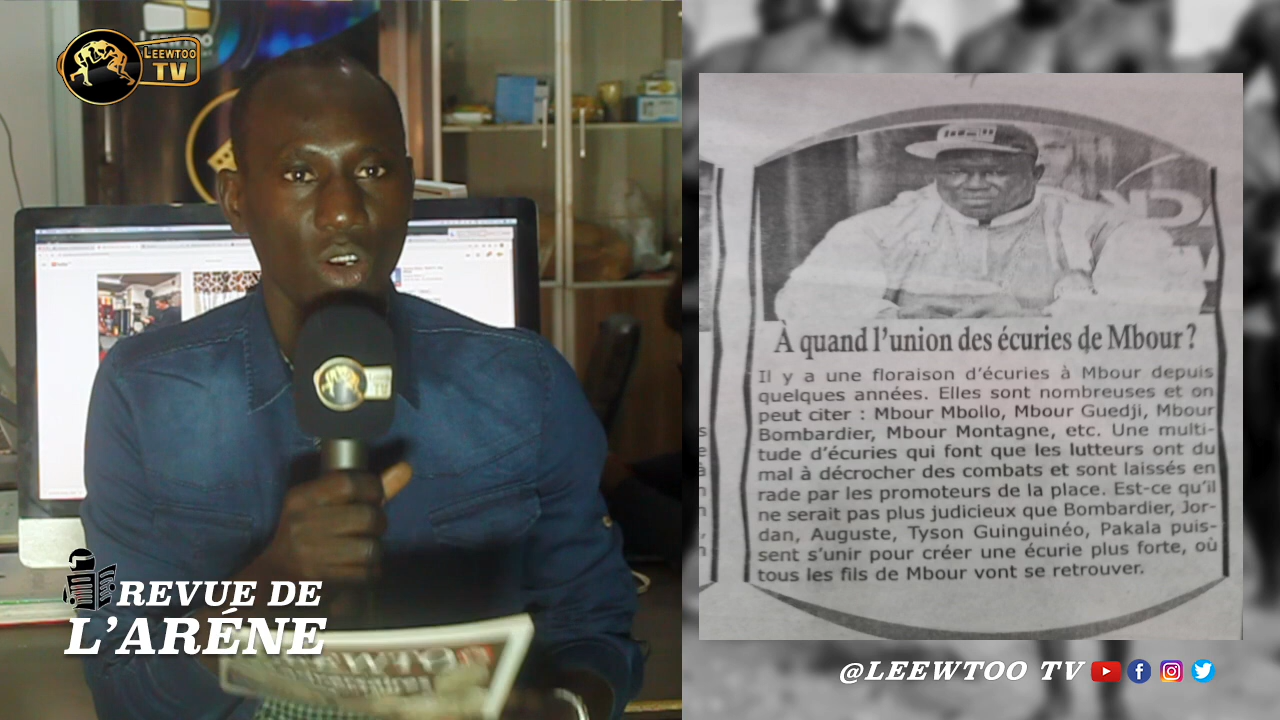 LEEWTOO
TV
REVUE DE
L'ARÉNE
À quand l'union des écuries de Mbour ?
Il y a une floraison d'écuries à Mbour depuis
quelques années. Elles sont nombreuses et on
peut citer : Mbour Mbollo, Mbour Guedji, Mbour
Bombardier, Mbour Montagne, etc. Une multi-
tude d'écuries qui font que les lutteurs ont du
mal à décrocher des combats et sont laissés en
rade par les promoteurs de la place. Est-ce qu'il
ne serait pas plus judicieux que Bombardier, Jor-
dan, Auguste, Tyson Guinguinéo, Pakala puis-
sent s'unir pour créer une écurie plus forte, où
tous les fils de Mbour vont se retrouver.
@LEEWTOO TV